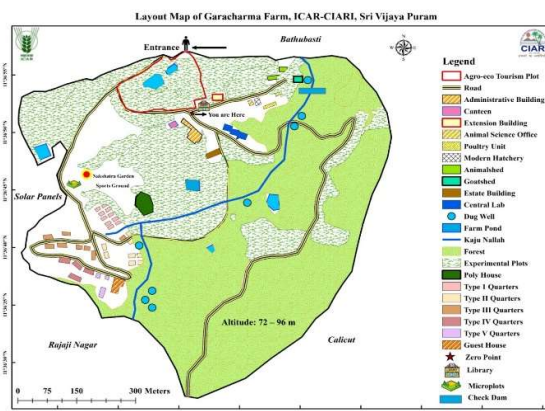 Layout Map of Garacharma Farm, ICAR-CIARI, Sri Vijaya Puram
Entrance
Bathubasti
CIARI
Legend
Agro-eco Tourism Plot
Road
Administrative Building
Canteen
Extension Building
Animal Science Office
Poultry Unit
Modern Hatchery
Animalshed
Goatshed
Estate Building
Central Lab
Dug Well
Farm Pond
Kaju Nallah
Forest
Experimental Plots
Poly House
Type I Quarters
Type II Quarters
Type III Quarters
Type IV Quarters
Type V Quarters
Guest House
Zero Point
Library
Microplots
Check Dam
You are Here
Nakshatra Garden
Sports Ground
Solar Panels
Altitude: 72 – 96 m
Rajaji Nagar
Calicut
0 75 150 300 Meters